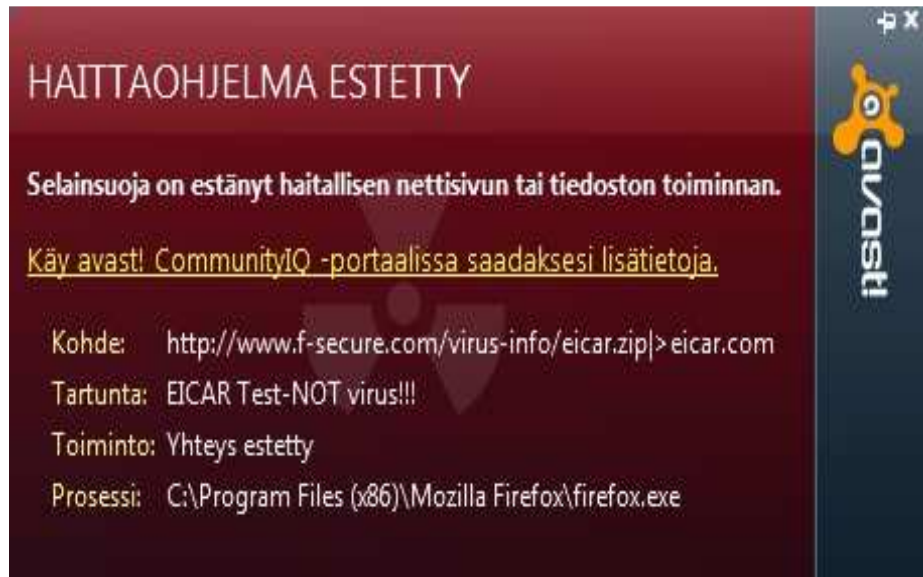 HAITTAOHJELMA ESTETTY
Selainsuoja on estänyt haitallisen nettisivun tai tiedoston toiminnan.
Käy avast! CommunityIQ -portaalissa saadaksesi lisätietoja.
Kohde: http://www.f-secure.com/virus-info/eicar.zip|>eicar.com
Tartunta: EICAR Test-NOT virus!!!
Toiminto: Yhteys estetty
Prosessi: C:\Program Files (x86)\Mozilla Firefox\firefox.exe
avast!